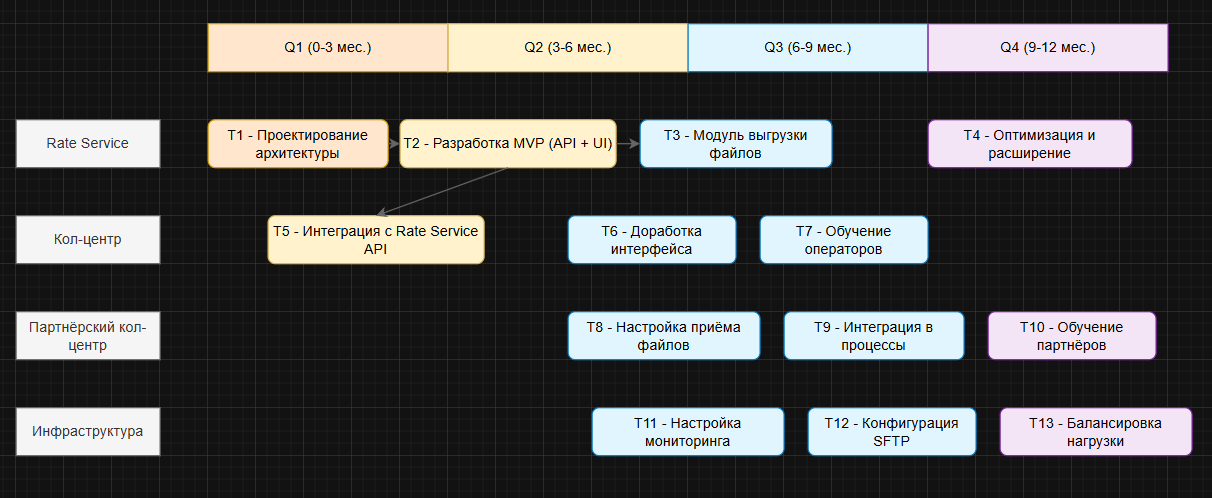 Q1 (0-3 мес.)
Q2 (3-6 мес.)
Q3 (6-9 мес.)
Q4 (9-12 мес.)
Rate Service
T1 - Проектирование
архитектуры
T2 - Разработка MVP (API + UI)
T3 - Модуль выгрузки
файлов
T4 - Оптимизация и
расширение
Кол-центр
T5 - Интеграция с Rate Service
API
T6 - Доработка
интерфейса
T7 - Обучение
операторов
Партнёрский кол-
центр
T8 - Настройка приёма
файлов
T9 - Интеграция в
процессы
T10 - Обучение
партнёров
Инфраструктура
T11 - Настройка
мониторинга
T12 - Конфигурация
SFTP
T13 - Балансировка
нагрузки